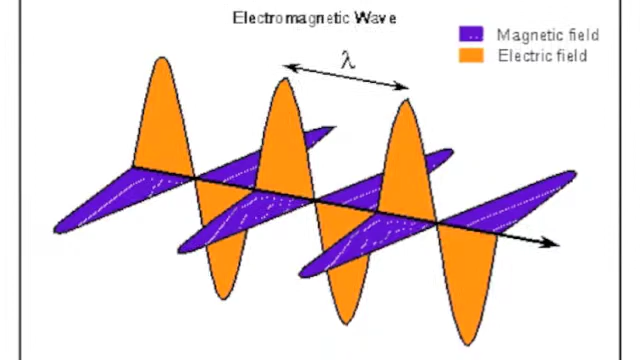 Electromagnetic Wave
Magnetic field
Electric field
λ